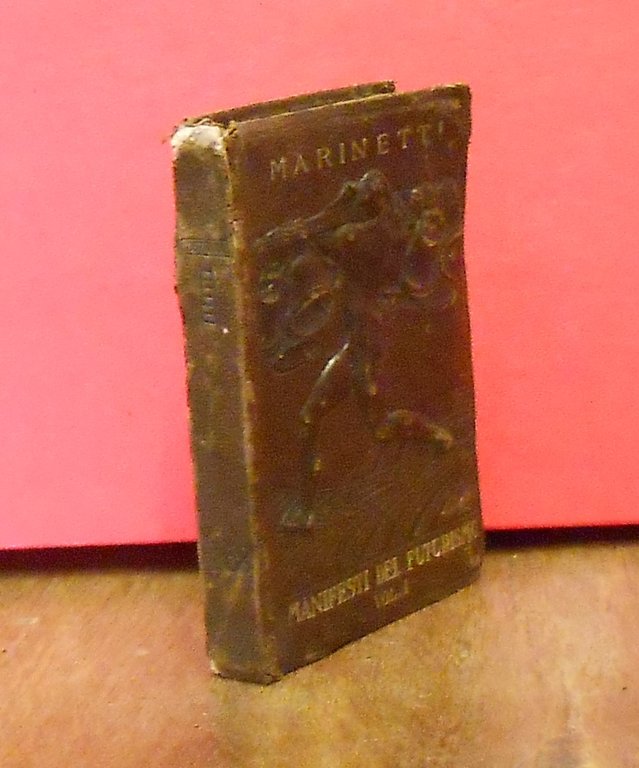 MARINETTI
MANIFESTI DEL FUTURISMO
VOL. I